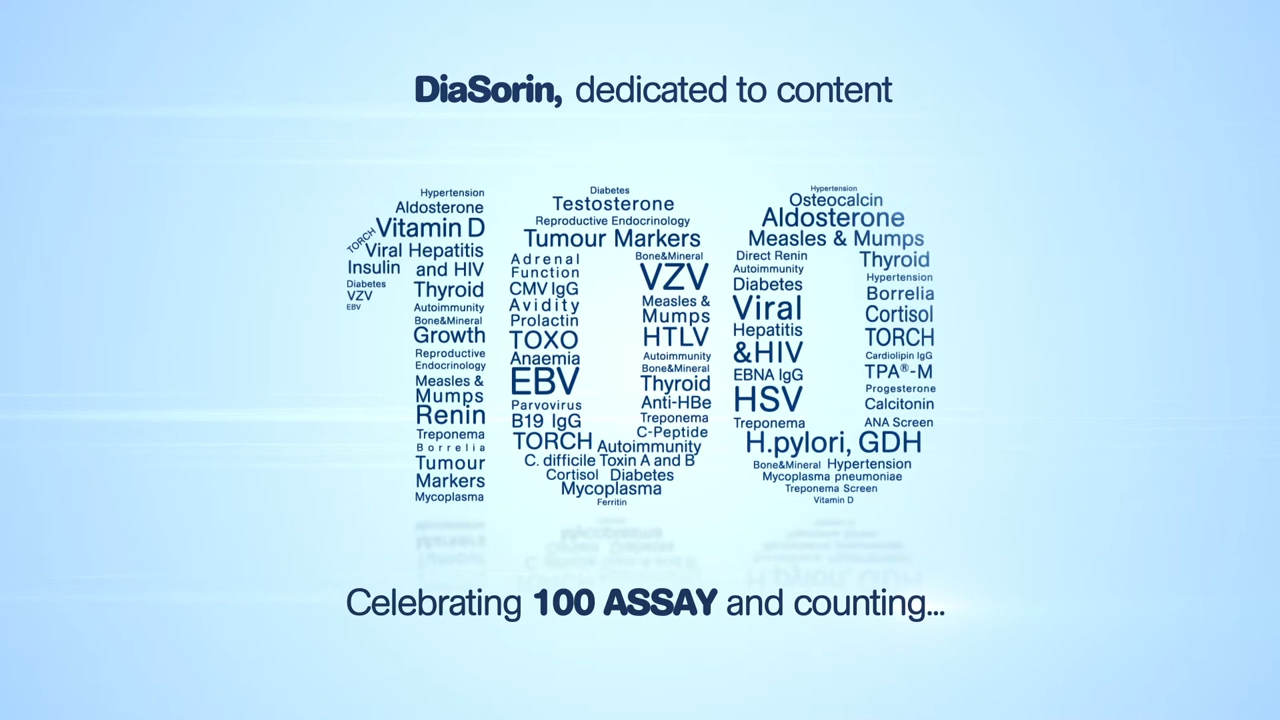 DiaSorin, dedicated to content
Hypertension
Aldosterone
TORCH
Vitamin D
Viral Hepatitis
Insulin and HIV
Diabetes
Thyroid
VZV
EBV
Autoimmunity
Bone&Mineral
Growth
Reproductive
Endocrinology
Measles &
Mumps
Renin
Treponema
Borrelia
Tumour
Markers
Mycoplasma
Diabetes
Testosterone
Reproductive Endocrinology
Tumour Markers
Adrenal
Function
CMV IgG
Avidity
Prolactin
TOXO
Anaemia
EBV
Parvovirus
B19 IgG
TORCH
Bone&Mineral
VZV
Measles &
Mumps
HTLV
Autoimmunity
Bone&Mineral
Thyroid
Anti-HBe
Treponema
C-Peptide
Autoimmunity
C. difficile Toxin A and B
Cortisol Diabetes
Mycoplasma
Ferritin
Hypertension
Osteocalcin
Aldosterone
Measles & Mumps
Direct Renin
Autoimmunity
Diabetes
Viral
Hepatitis
&HIV
EBNA IgG
HSV
Treponema
Thyroid
Hypertension
Borrelia
Cortisol
TORCH
Cardiolipin IgG
TPA®-M
Progesterone
Calcitonin
ANA Screen
H.pylori, GDH
Bone&Mineral Hypertension
Mycoplasma pneumoniae
Treponema Screen
Vitamin D
Celebrating 100 ASSAY and counting...